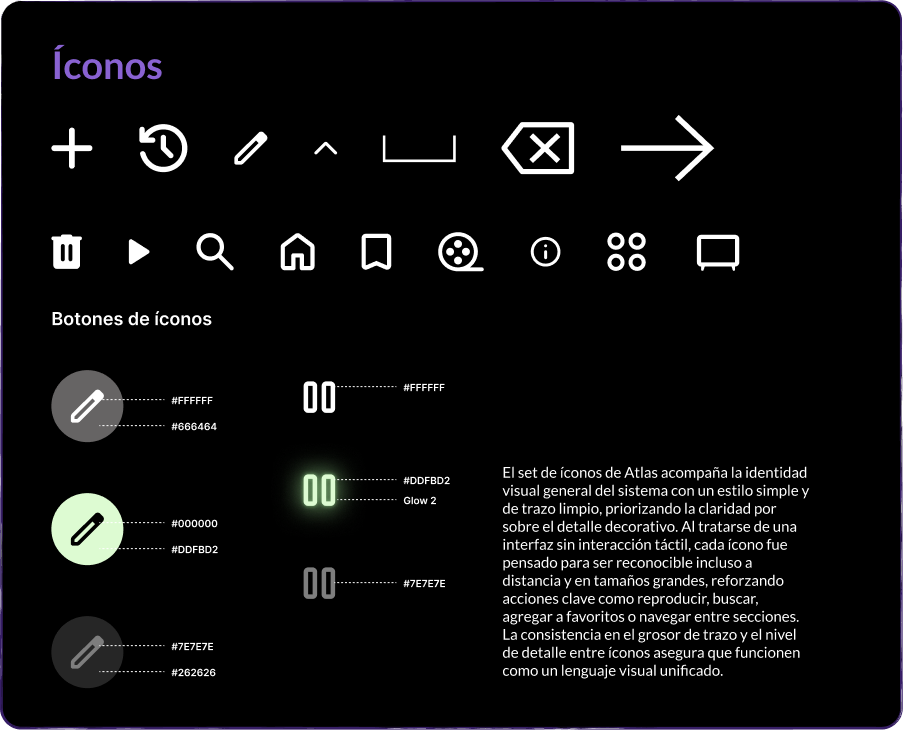 Íconos
Botones de íconos
#FFFFFF
#666464
#000000
#DDFBD2
#7E7E7E
#262626
#FFFFFF
#DDFBD2
Glow 2
#7E7E7E
El set de íconos de Atlas acompaña la identidad
visual general del sistema con un estilo simple y
de trazo limpio, priorizando la claridad por
sobre el detalle decorativo. Al tratarse de una
interfaz sin interacción táctil, cada ícono fue
pensado para ser reconocible incluso a
distancia y en tamaños grandes, reforzando
acciones clave como reproducir, buscar,
agregar a favoritos o navegar entre secciones.
La consistencia en el grosor de trazo y el nivel
de detalle entre íconos asegura que funcionen
como un lenguaje visual unificado.